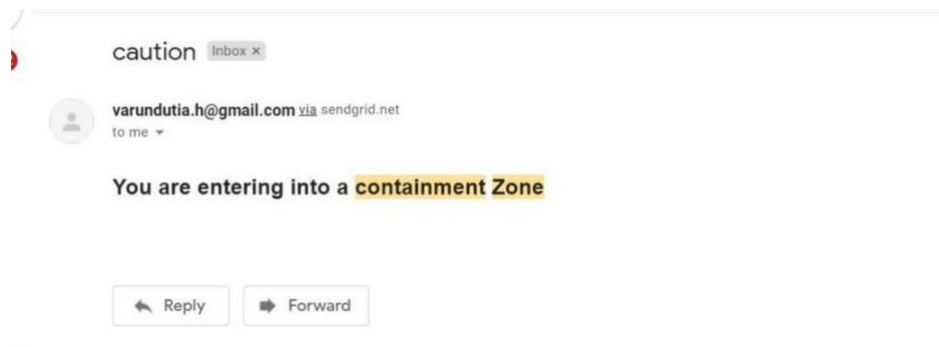 caution Inbox ×
varundutia.h@gmail.com via sendgrid.net
to me
You are entering into a containment Zone
Reply Forward